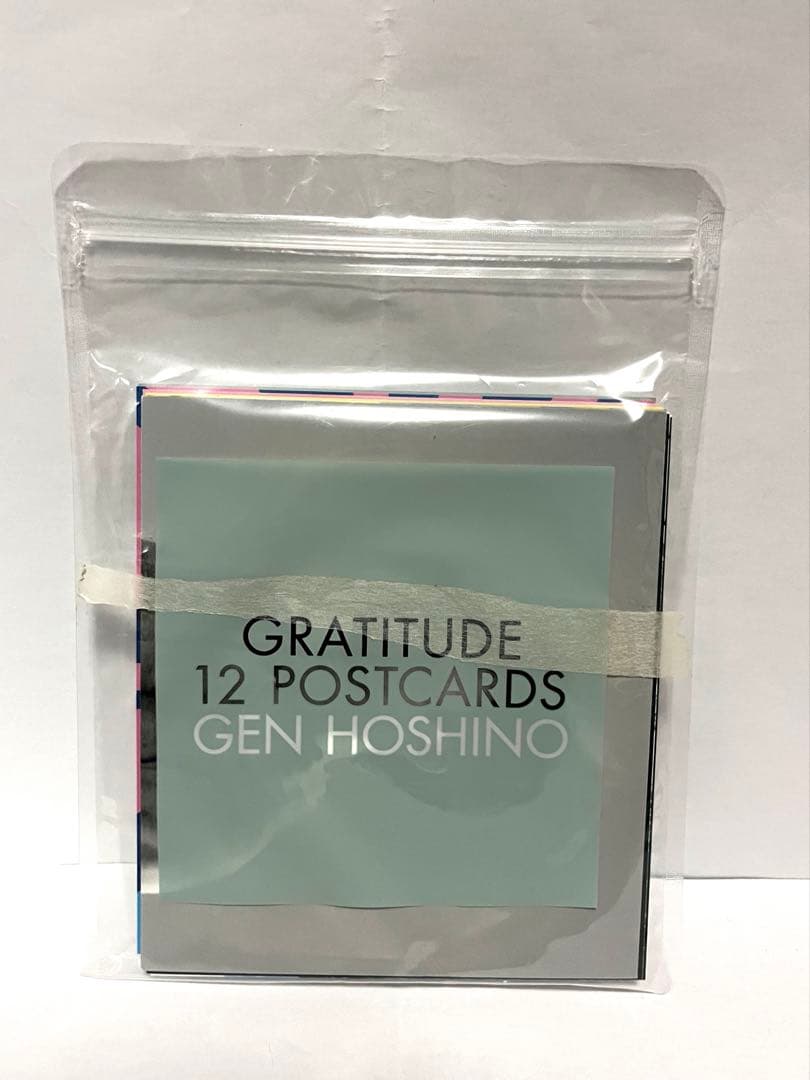 GRATITUDE
12 POSTCARDS
GEN HOSHINO